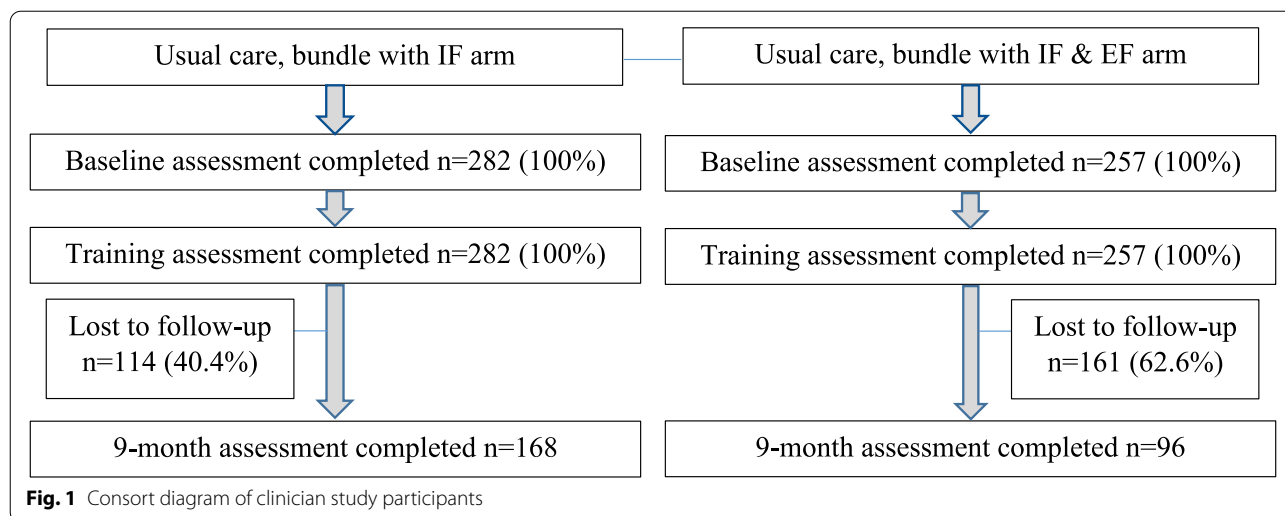 Usual care, bundle with IF arm
Usual care, bundle with IF & EF arm
Baseline assessment completed n=282 (100%)
Baseline assessment completed n=257 (100%)
Training assessment completed n=282 (100%)
Training assessment completed n=257 (100%)
Lost to follow-up
n=114 (40.4%)
Lost to follow-up
n=161 (62.6%)
9-month assessment completed n=168
9-month assessment completed n=96
Fig. 1 Consort diagram of clinician study participants